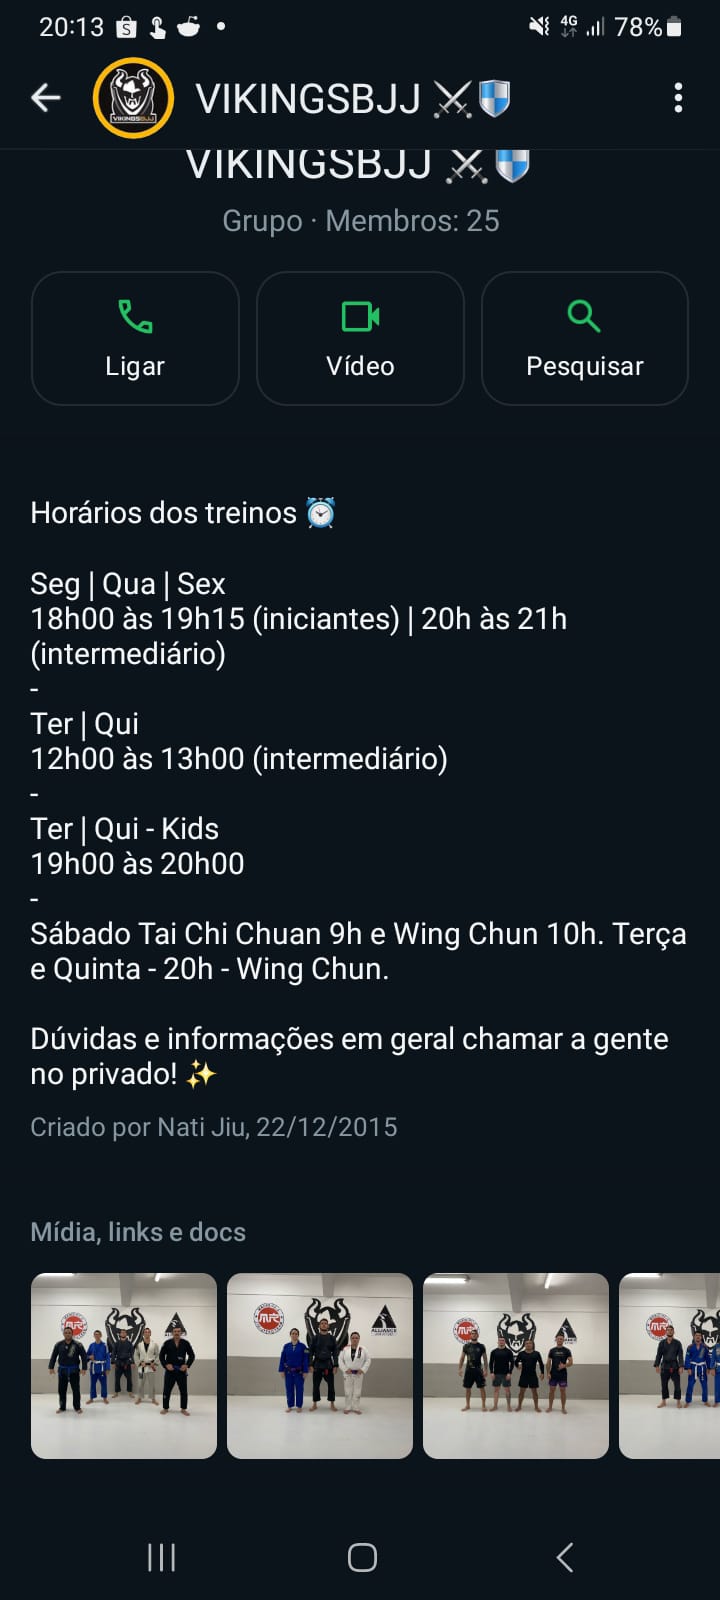 20:13
4G
78%
VIKINGSBJJ ⚔️🛡️
VIKINGSBJJ
VIKINGSBJJ ⚔️🛡️
Grupo · Membros: 25
Ligar
Vídeo
Pesquisar
Horários dos treinos ⏰
Seg | Qua | Sex
18h00 às 19h15 (iniciantes) | 20h às 21h
(intermediário)
-
Ter | Qui
12h00 às 13h00 (intermediário)
-
Ter | Qui - Kids
19h00 às 20h00
-
Sábado Tai Chi Chuan 9h e Wing Chun 10h. Terça
e Quinta - 20h - Wing Chun.
Dúvidas e informações em geral chamar a gente
no privado! ✨
Criado por Nati Jiu, 22/12/2015
Mídia, links e docs
ALLIANCE